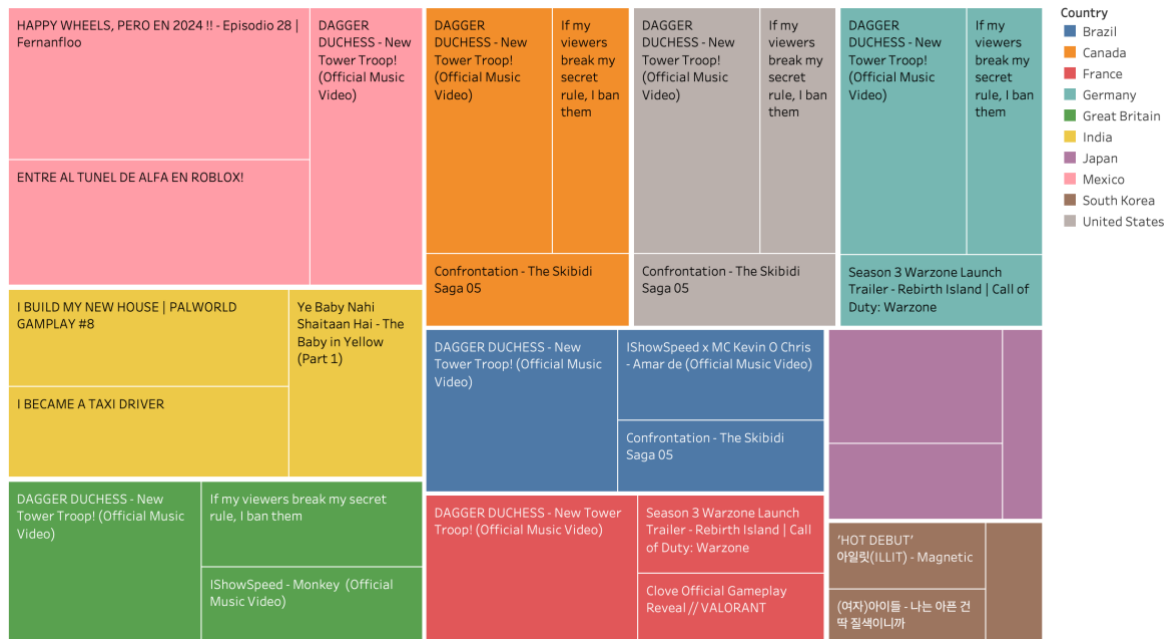 HAPPY WHEELS, PERO EN 2024 !! - Episodio 28 |
Fernanfloo
ENTRE AL TUNEL DE ALFA EN ROBLOX!
DAGGER
DUCHESS - New
Tower Troop!
(Official Music
Video)
DAGGER
DUCHESS - New
Tower Troop!
(Official Music
Video)
If my
viewers
break my
secret
rule, I ban
them
Confrontation - The Skibidi
Saga 05
DAGGER
DUCHESS - New
Tower Troop!
(Official Music
Video)
If my
viewers
break my
secret
rule, I ban
them
Confrontation - The Skibidi
Saga 05
DAGGER
DUCHESS - New
Tower Troop!
(Official Music
Video)
If my
viewers
break my
secret
rule, I ban
them
Season 3 Warzone Launch
Trailer - Rebirth Island | Call of
Duty: Warzone
I BUILD MY NEW HOUSE | PALWORLD
GAMPLAY #8
I BECAME A TAXI DRIVER
Ye Baby Nahi
Shaitaan Hai - The
Baby in Yellow
(Part 1)
DAGGER DUCHESS - New
Tower Troop! (Official Music
Video)
IShowSpeed x MC Kevin O Chris
- Amar de (Official Music Video)
Confrontation - The Skibidi
Saga 05
DAGGER DUCHESS - New
Tower Troop! (Official Music
Video)
If my viewers break my secret
rule, I ban them
IShowSpeed - Monkey (Official
Music Video)
DAGGER DUCHESS - New Tower
Troop! (Official Music Video)
Season 3 Warzone Launch
Trailer - Rebirth Island | Call
of Duty: Warzone
Clove Official Gameplay
Reveal // VALORANT
'HOT DEBUT'
아일릿(ILLIT) - Magnetic
(여자)아이들 - 나는 아픈 건
딱 질색이니까
Country
Brazil
Canada
France
Germany
Great Britain
India
Japan
Mexico
South Korea
United States